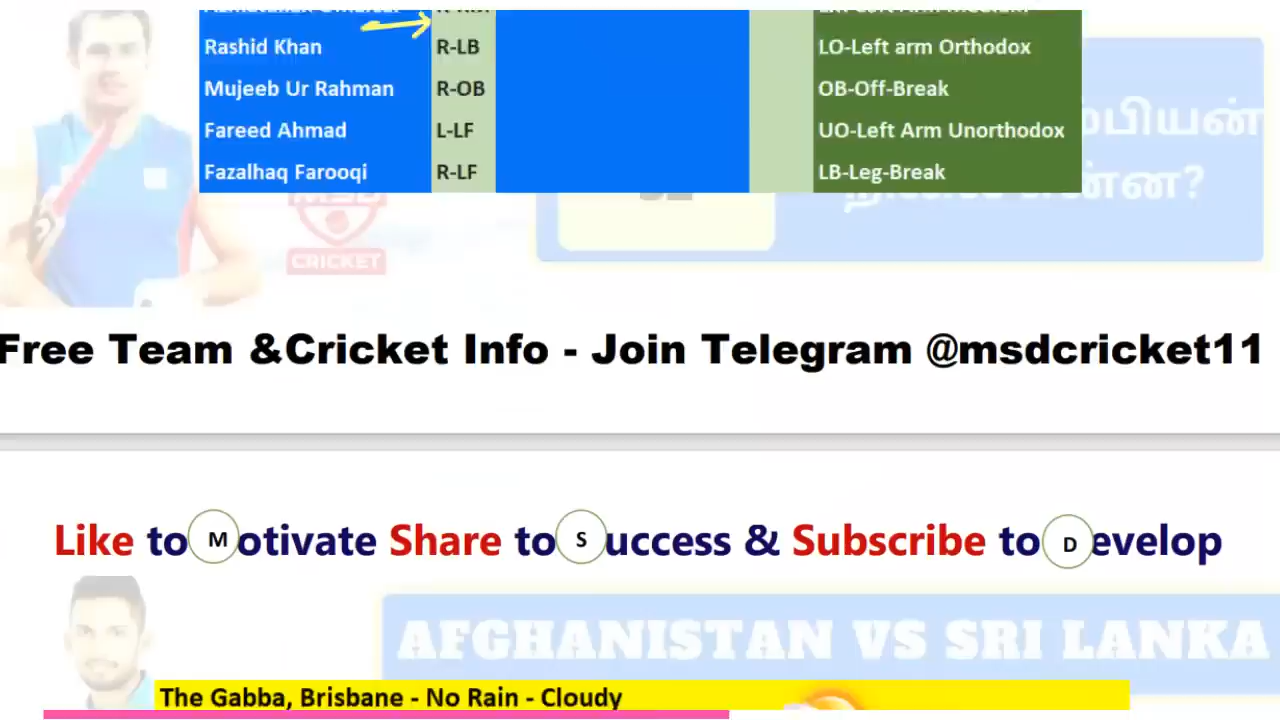 Rashid Khan R-LB LO-Left arm Orthodox
Mujeeb Ur Rahman R-OB OB-Off-Break
Fareed Ahmad L-LF UO-Left Arm Unorthodox
Fazalhaq Farooqi R-LF LB-Leg-Break
MSD
CRICKET
Free Team &Cricket Info - Join Telegram @msdcricket11
Like to Motivate Share to Success & Subscribe to Develop
AFGHANISTAN VS SRI LANKA
The Gabba, Brisbane - No Rain - Cloudy